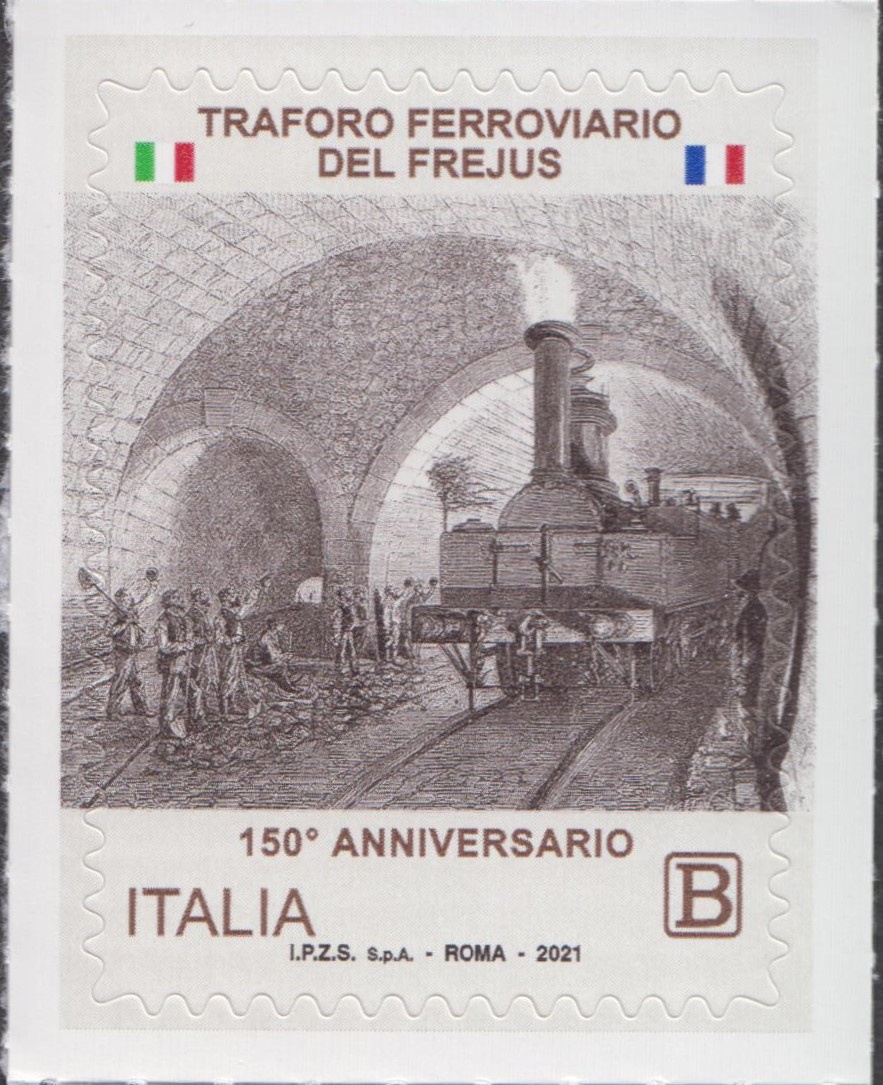 TRAFORO FERROVIARIO
DEL FREJUS
150° ANNIVERSARIO
ITALIA
B
I.P.Z.S. S.p.A. - ROMA - 2021